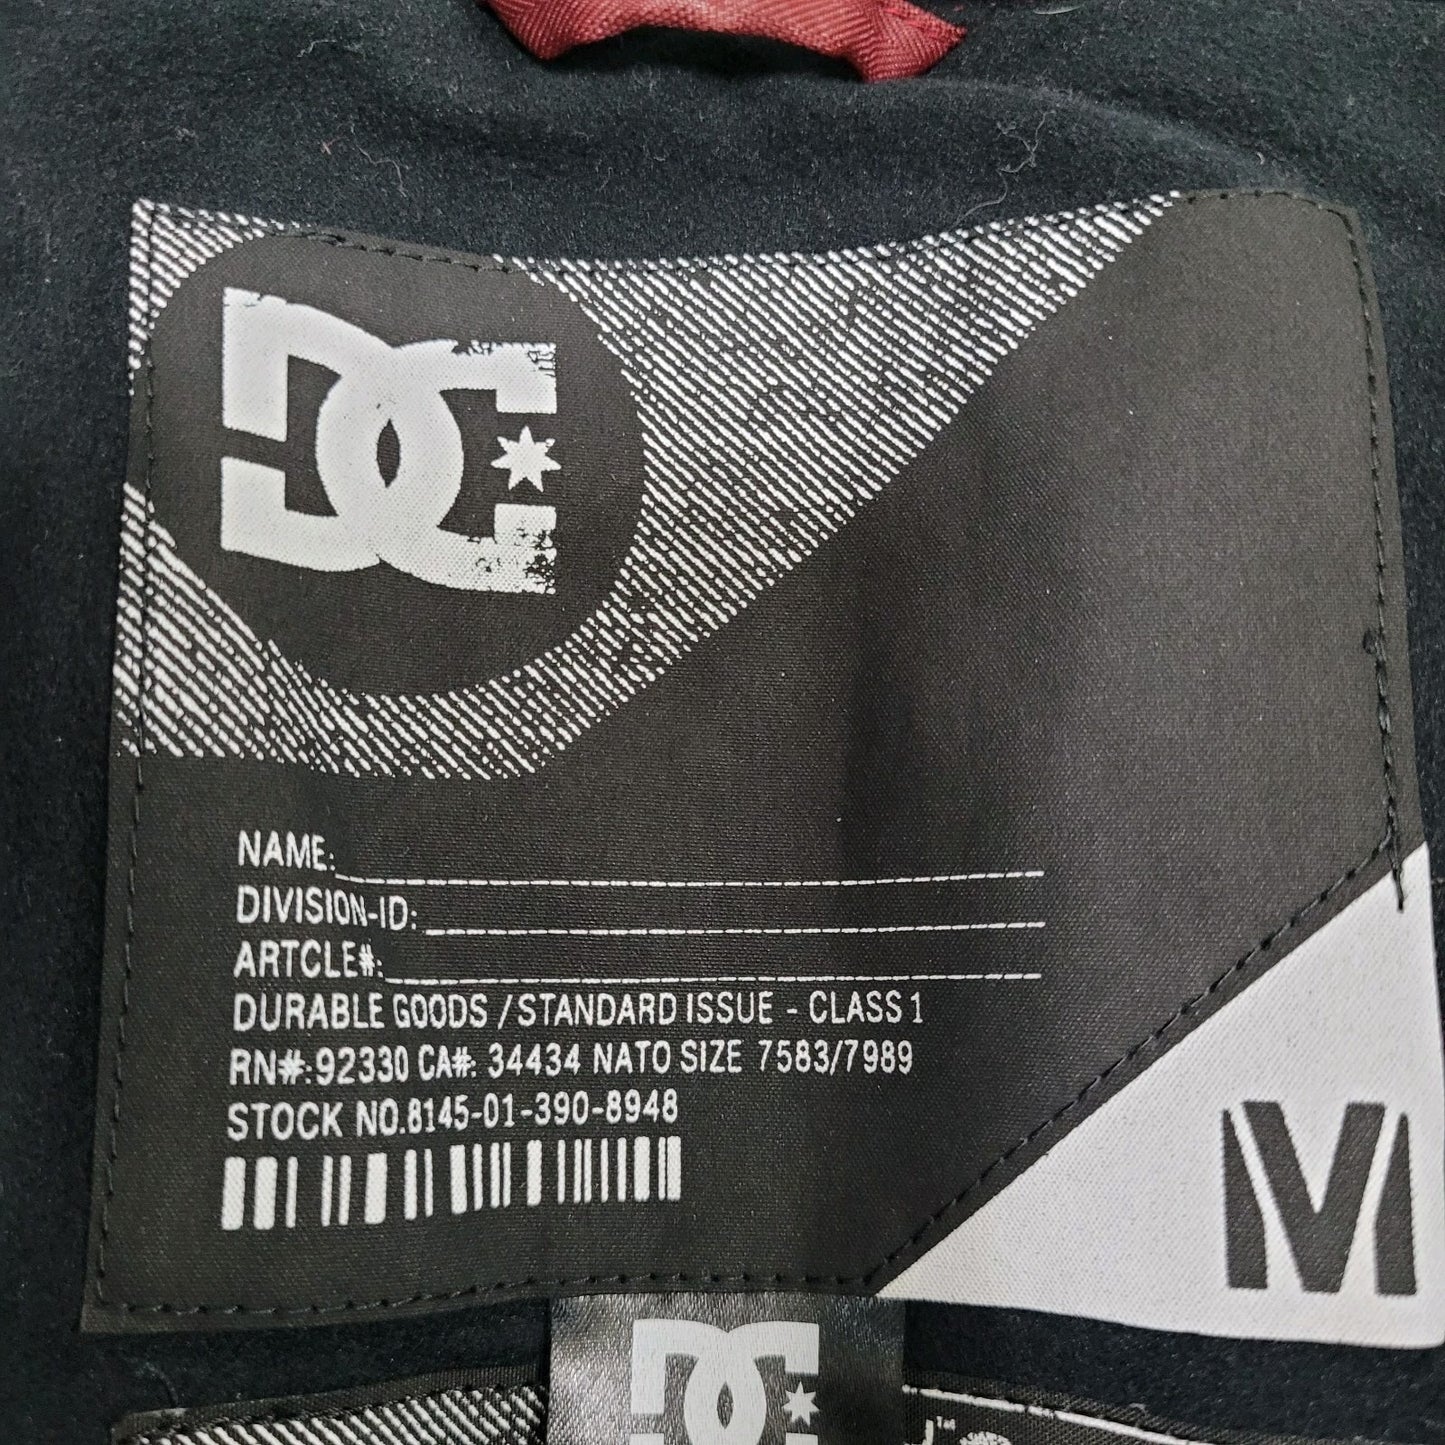 DC
NAME:
DIVISION-ID:
ARTCLE#:
DURABLE GOODS / STANDARD ISSUE - CLASS 1
RN#: 92330 CA#: 34434 NATO SIZE 7583/7989
STOCK NO.8145-01-390-8948
M
DC